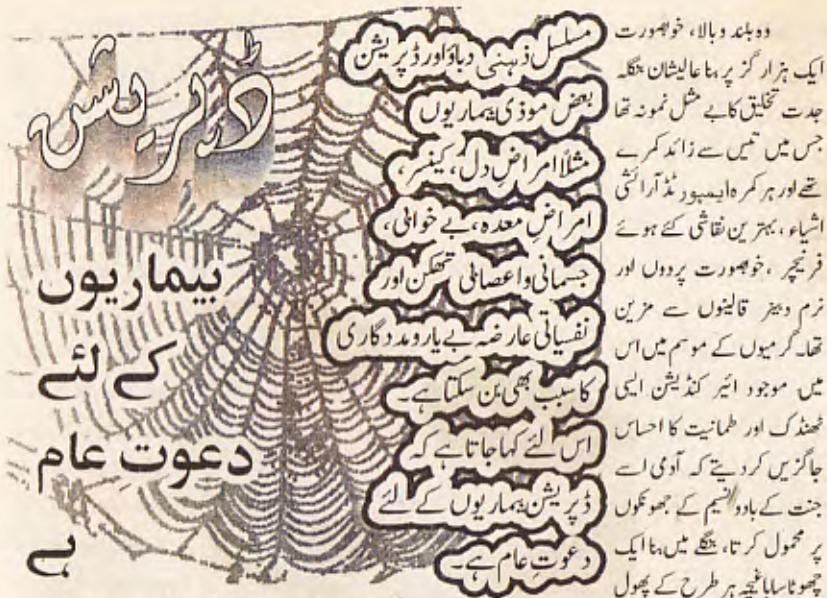 ڈپریشن
بیماریوں
کے لئے
دعوتِ عام
ہے
مسلسل ذہنی دباؤ اور ڈپریشن
بعض موذی بیماریوں
مثلاً امراضِ دل، کینسر،
امراضِ معدہ، بے خوابی،
جسمانی و اعصابی تھکن اور
نفسیاتی عارضہ بے یارومددگاری
کا سبب بھی بن سکتا ہے۔
اس لئے کہا جاتا ہے کہ
ڈپریشن بیماریوں کے لئے
دعوتِ عام ہے۔
وہ بلند و بالا، خوبصورت
ایک ہزار گز پر بنا عالیشان بنگلہ
جدت تخلیق کا بے مثل نمونہ تھا
جس میں تیس سے زائد کمرے
تھے اور ہر کمرہ ایمپورٹڈ آرائشی
اشیاء، بہترین نقاشی کئے ہوئے
فرنیچر، خوبصورت پردوں اور
نرم دبیز قالینوں سے مزین
تھا۔ گرمیوں کے موسم میں اس
میں موجود ائیر کنڈیشن ایسی
ٹھنڈک اور طمانیت کا احساس
جاگزیں کر دیتے کہ آدمی اسے
جنت کے بادِ نسیم کے جھونکوں
پر محمول کرتا، بنگلے میں بنا ایک
چھوٹا سا باغیچہ ہر طرح کے پھول